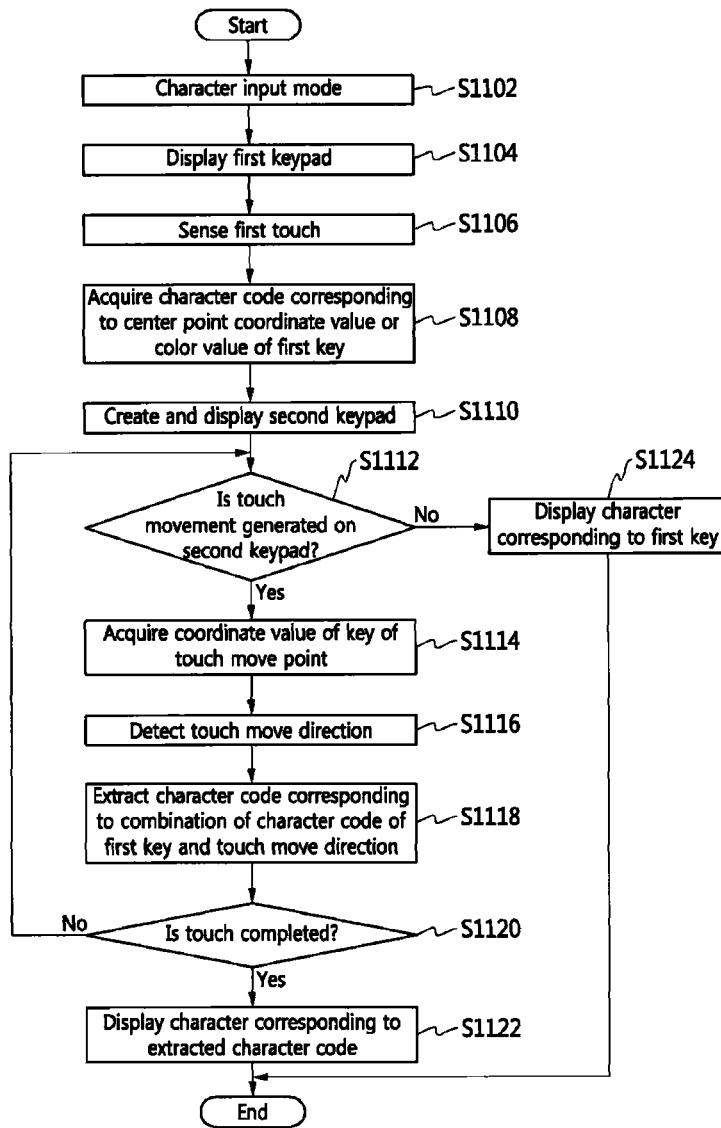 Start
Character input mode
S1102
Display first keypad
S1104
Sense first touch
S1106
Acquire character code corresponding
to center point coordinate value or
color value of first key
S1108
Create and display second keypad
S1110
S1112
Is touch
movement generated on
second keypad?
No
Yes
S1124
Display character
corresponding to first key
Acquire coordinate value of key of
touch move point
S1114
Detect touch move direction
S1116
Extract character code corresponding
to combination of character code of
first key and touch move direction
S1118
No
Is touch completed?
S1120
Yes
Display character corresponding to
extracted character code
S1122
End